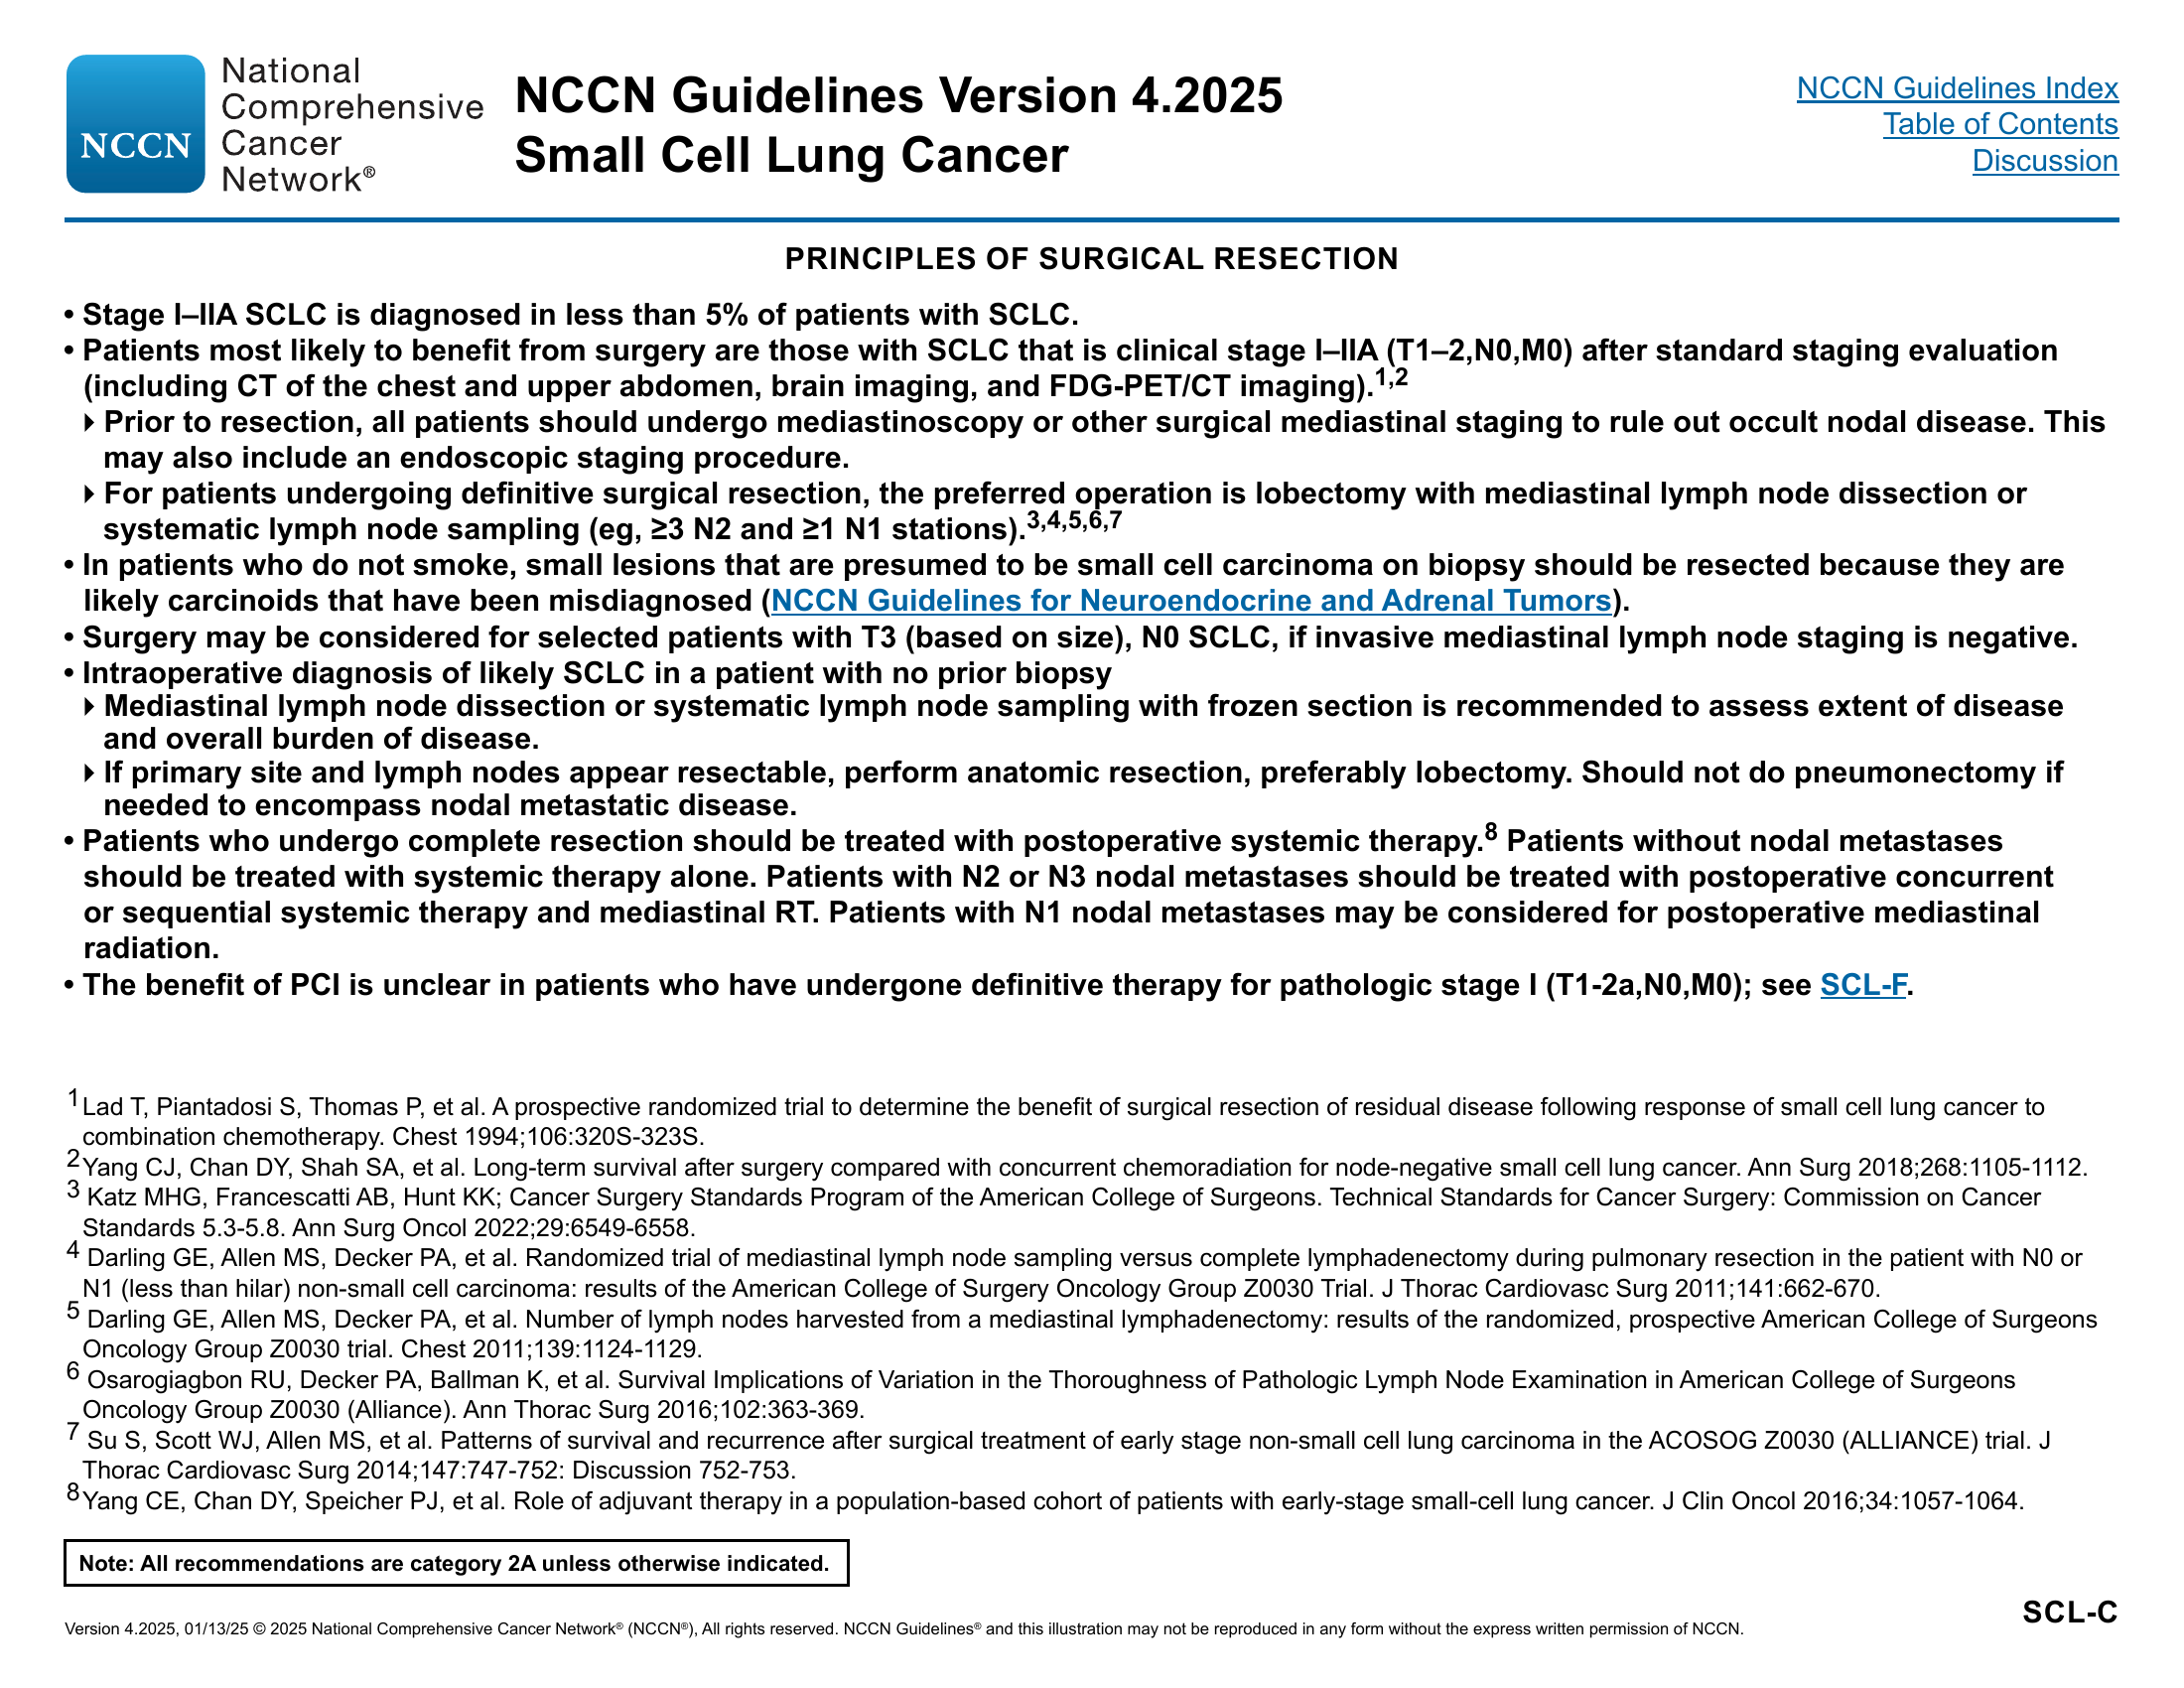 National
Comprehensive
Cancer
Network®
NCCN
NCCN Guidelines Version 4.2025
Small Cell Lung Cancer
NCCN Guidelines Index
Table of Contents
Discussion
PRINCIPLES OF SURGICAL RESECTION
• Stage I–IIA SCLC is diagnosed in less than 5% of patients with SCLC.
• Patients most likely to benefit from surgery are those with SCLC that is clinical stage I–IIA (T1–2,N0,M0) after standard staging evaluation
(including CT of the chest and upper abdomen, brain imaging, and FDG-PET/CT imaging).1,2
▸ Prior to resection, all patients should undergo mediastinoscopy or other surgical mediastinal staging to rule out occult nodal disease. This
may also include an endoscopic staging procedure.
▸ For patients undergoing definitive surgical resection, the preferred operation is lobectomy with mediastinal lymph node dissection or
systematic lymph node sampling (eg, ≥3 N2 and ≥1 N1 stations).3,4,5,6,7
• In patients who do not smoke, small lesions that are presumed to be small cell carcinoma on biopsy should be resected because they are
likely carcinoids that have been misdiagnosed (NCCN Guidelines for Neuroendocrine and Adrenal Tumors).
• Surgery may be considered for selected patients with T3 (based on size), N0 SCLC, if invasive mediastinal lymph node staging is negative.
• Intraoperative diagnosis of likely SCLC in a patient with no prior biopsy
▸ Mediastinal lymph node dissection or systematic lymph node sampling with frozen section is recommended to assess extent of disease
and overall burden of disease.
▸ If primary site and lymph nodes appear resectable, perform anatomic resection, preferably lobectomy. Should not do pneumonectomy if
needed to encompass nodal metastatic disease.
• Patients who undergo complete resection should be treated with postoperative systemic therapy.8 Patients without nodal metastases
should be treated with systemic therapy alone. Patients with N2 or N3 nodal metastases should be treated with postoperative concurrent
or sequential systemic therapy and mediastinal RT. Patients with N1 nodal metastases may be considered for postoperative mediastinal
radiation.
• The benefit of PCI is unclear in patients who have undergone definitive therapy for pathologic stage I (T1-2a,N0,M0); see SCL-F.
1 Lad T, Piantadosi S, Thomas P, et al. A prospective randomized trial to determine the benefit of surgical resection of residual disease following response of small cell lung cancer to
combination chemotherapy. Chest 1994;106:320S-323S.
2 Yang CJ, Chan DY, Shah SA, et al. Long-term survival after surgery compared with concurrent chemoradiation for node-negative small cell lung cancer. Ann Surg 2018;268:1105-1112.
3 Katz MHG, Francescatti AB, Hunt KK; Cancer Surgery Standards Program of the American College of Surgeons. Technical Standards for Cancer Surgery: Commission on Cancer
Standards 5.3-5.8. Ann Surg Oncol 2022;29:6549-6558.
4 Darling GE, Allen MS, Decker PA, et al. Randomized trial of mediastinal lymph node sampling versus complete lymphadenectomy during pulmonary resection in the patient with N0 or
N1 (less than hilar) non-small cell carcinoma: results of the American College of Surgery Oncology Group Z0030 Trial. J Thorac Cardiovasc Surg 2011;141:662-670.
5 Darling GE, Allen MS, Decker PA, et al. Number of lymph nodes harvested from a mediastinal lymphadenectomy: results of the randomized, prospective American College of Surgeons
Oncology Group Z0030 trial. Chest 2011;139:1124-1129.
6 Osarogiagbon RU, Decker PA, Ballman K, et al. Survival Implications of Variation in the Thoroughness of Pathologic Lymph Node Examination in American College of Surgeons
Oncology Group Z0030 (Alliance). Ann Thorac Surg 2016;102:363-369.
7 Su S, Scott WJ, Allen MS, et al. Patterns of survival and recurrence after surgical treatment of early stage non-small cell lung carcinoma in the ACOSOG Z0030 (ALLIANCE) trial. J
Thorac Cardiovasc Surg 2014;147:747-752: Discussion 752-753.
8 Yang CE, Chan DY, Speicher PJ, et al. Role of adjuvant therapy in a population-based cohort of patients with early-stage small-cell lung cancer. J Clin Oncol 2016;34:1057-1064.
Note: All recommendations are category 2A unless otherwise indicated.
SCL-C
Version 4.2025, 01/13/25 © 2025 National Comprehensive Cancer Network® (NCCN®), All rights reserved. NCCN Guidelines® and this illustration may not be reproduced in any form without the express written permission of NCCN.